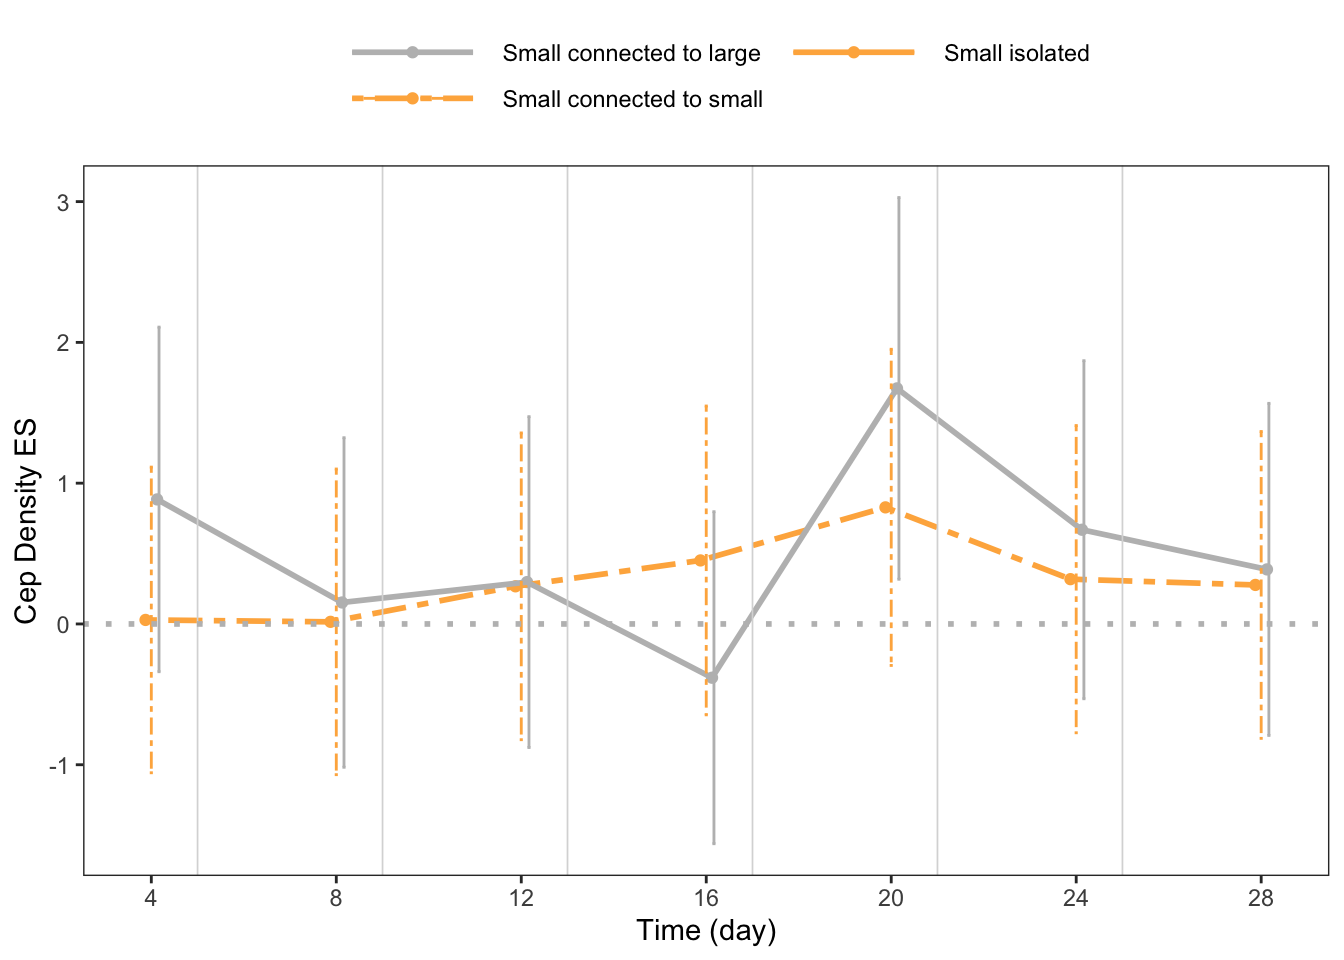 Small connected to large
Small isolated
Small connected to small
Cep Density ES
3
2
1
0
-1
4 8 12 16 20 24 28
Time (day)